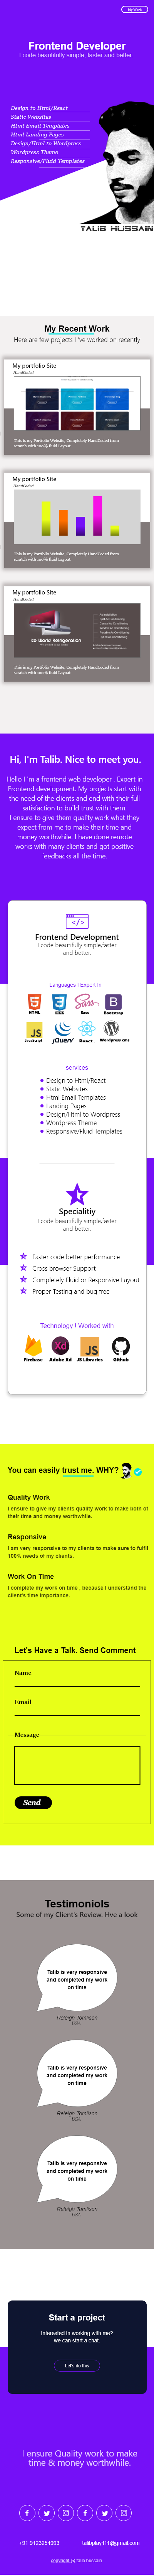 My Work
Frontend Developer
I code beautifully simple, faster and better.
Design to Html/React
Static Websites
Html Email Templates
Html Landing Pages
Design/Html to Wordpress
Wordpress Theme
Responsive/Fluid Templates
TALIB HUSSAIN
My Recent Work
Here are few projects I 've worked on recently
My portfolio Site
HandCoded
This is my Portfolio Website, Completely HandCoded from
scratch with 100% fluid Layout
My portfolio Site
HandCoded
This is my Portfolio Website, Completely HandCoded from
scratch with 100% fluid Layout
My portfolio Site
HandCoded
Ice World Refrigeration
This is my Portfolio Website, Completely HandCoded from
scratch with 100% fluid Layout
Hi, I'm Talib. Nice to meet you.
Hello I 'm a frontend web developer , Expert in
Frontend development. My projects start with
the need of the clients and end with their full
satisfaction to build trust with them.
I ensure to give them quality work what they
expect from me to make their time and
money worthwhile. I have done remote
works with many clients and got positive
feedbacks all the time.
Frontend Development
I code beautifully simple,faster
and better.
Languages I Expert in
HTML
CSS
Sass
Bootstrap
JavaScript
jQuery
React
Wordpress cms
services
Design to Html/React
Static Websites
Html Email Templates
Landing Pages
Design/Html to Wordpress
Wordpress Theme
Responsive/Fluid Templates
Speciality
I code beautifully simple,faster
and better.
Faster code better performance
Cross browser Support
Completely Fluid or Responsive Layout
Proper Testing and bug free
Technology I Worked with
Firebase
Adobe Xd
JS Libraries
Github
You can easily trust me. WHY?
Quality Work
I ensure to give my clients quality work to make both of
their time and money worthwhile.
Responsive
I am very responsive to my clients to make sure to fulfil
100% needs of my clients.
Work On Time
I complete my work on time , because I understand the
client's time importance.
Let's Have a Talk. Send Comment
Name
Email
Message
Send
Testimoniols
Some of my Client's Review. Hve a look
Talib is very responsive
and completed my work
on time
Releigh Tomilson
USA
Talib is very responsive
and completed my work
on time
Releigh Tomilson
USA
Talib is very responsive
and completed my work
on time
Releigh Tomilson
USA
Start a project
Interested in working with me?
we can start a chat.
Let's do this
I ensure Quality work to make
time & money worthwhile.
+91 9123254993
talibplay111@gmail.com
copyright @ talib hussain